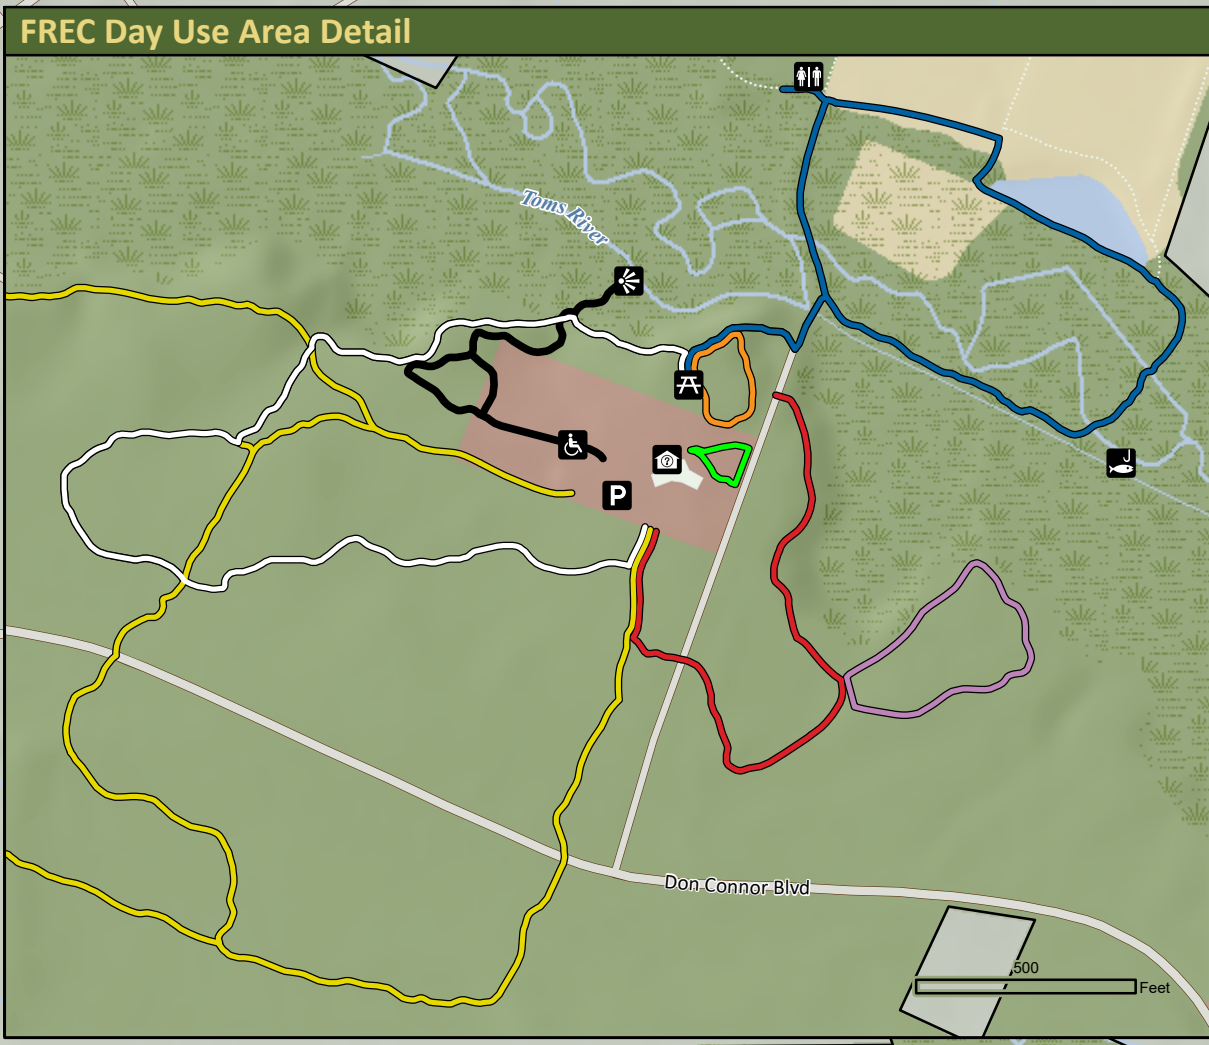 FREC Day Use Area Detail
Toms River
P
Don Connor Blvd
500
Feet